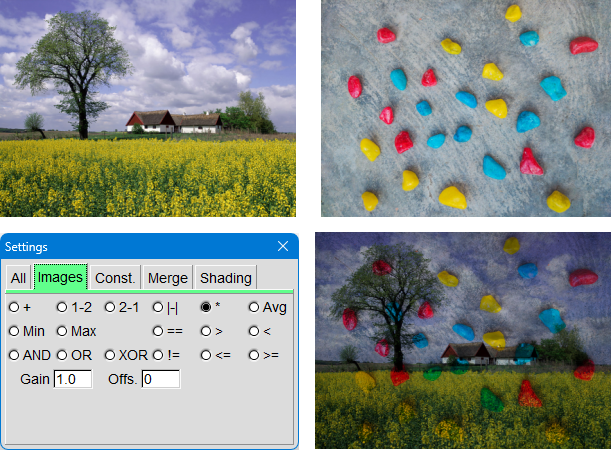 Settings
All Images Const. Merge Shading
+ 1-2 2-1 |-| * Avg
Min Max == > <
AND OR XOR != <= >=
Gain 1.0 Offs. 0